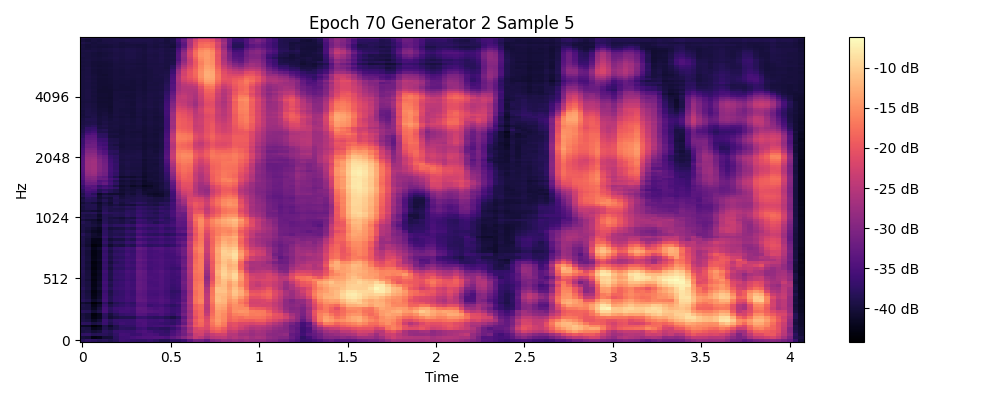 Epoch 70 Generator 2 Sample 5
4096
2048
1024
512
0
Hz
0
0.5
1
1.5
2
2.5
3
3.5
4
Time
-10 dB
-15 dB
-20 dB
-25 dB
-30 dB
-35 dB
-40 dB